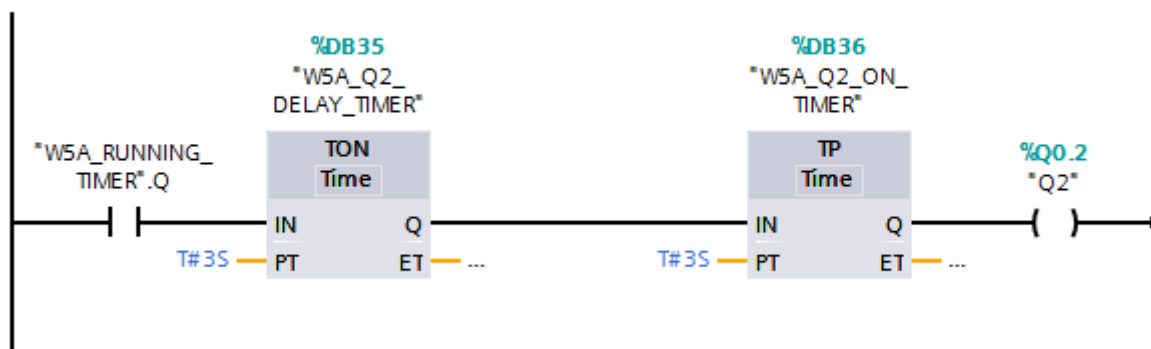 %DB35
"W5A_Q2_
DELAY_TIMER"
%DB36
"W5A_Q2_ON_
TIMER"
"W5A_RUNNING_
TIMER".Q
TON
Time
TP
Time
%Q0.2
"Q2"
IN Q
IN Q
T#3S PT ET ...
T#3S PT ET ...